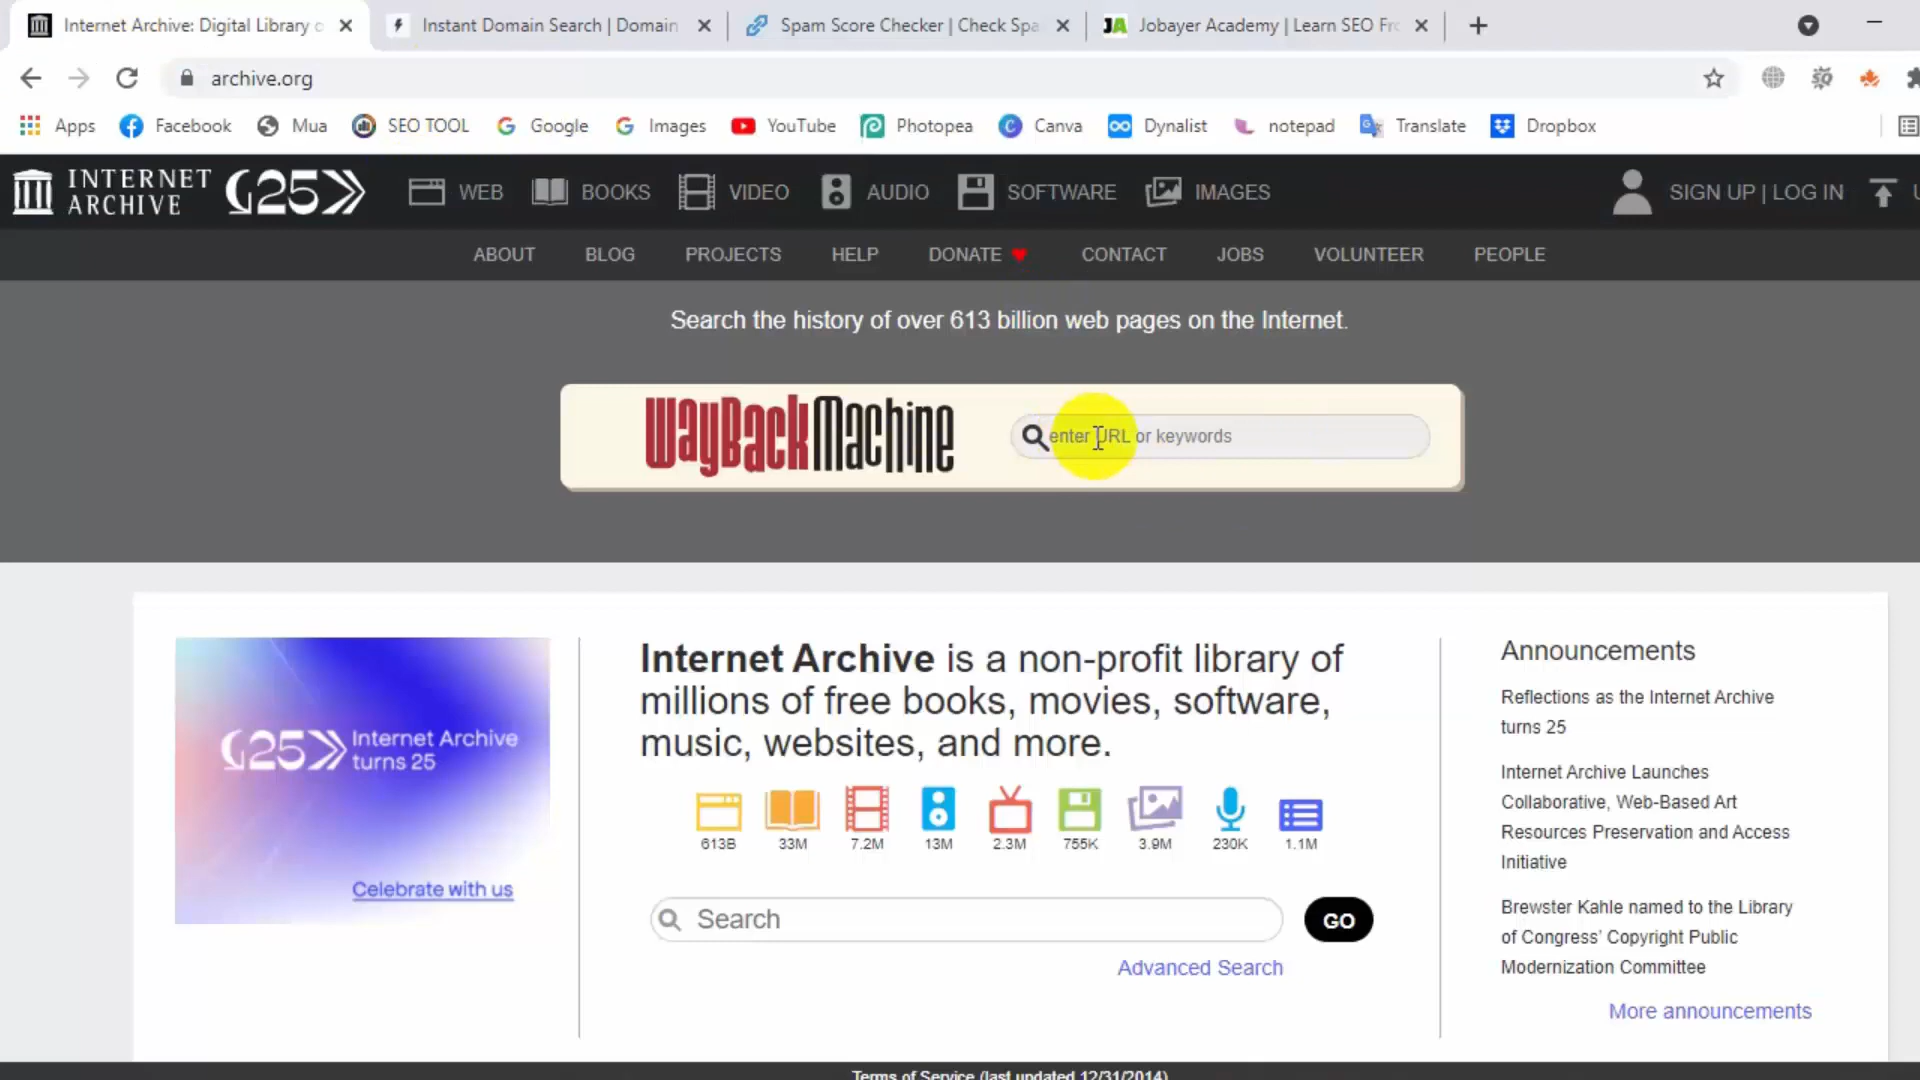 Internet Archive: Digital Library o
Instant Domain Search | Domain
Spam Score Checker | Check Spa
JA Jobayer Academy | Learn SEO Fr
archive.org
Apps Facebook Mua SEO TOOL Google Images YouTube Photopea Canva Dynalist notepad Translate Dropbox
INTERNET ARCHIVE 25 WEB BOOKS VIDEO AUDIO SOFTWARE IMAGES SIGN UP | LOG IN U
ABOUT BLOG PROJECTS HELP DONATE CONTACT JOBS VOLUNTEER PEOPLE
Search the history of over 613 billion web pages on the Internet.
WayBackMachine enter URL or keywords
25 Internet Archive
turns 25
Celebrate with us
Internet Archive is a non-profit library of
millions of free books, movies, software,
music, websites, and more.
613B 33M 7.2M 13M 2.3M 755K 3.9M 230K 1.1M
Search GO
Advanced Search
Announcements
Reflections as the Internet Archive
turns 25
Internet Archive Launches
Collaborative, Web-Based Art
Resources Preservation and Access
Initiative
Brewster Kahle named to the Library
of Congress' Copyright Public
Modernization Committee
More announcements
Terms of Service (last updated 12/31/2014)